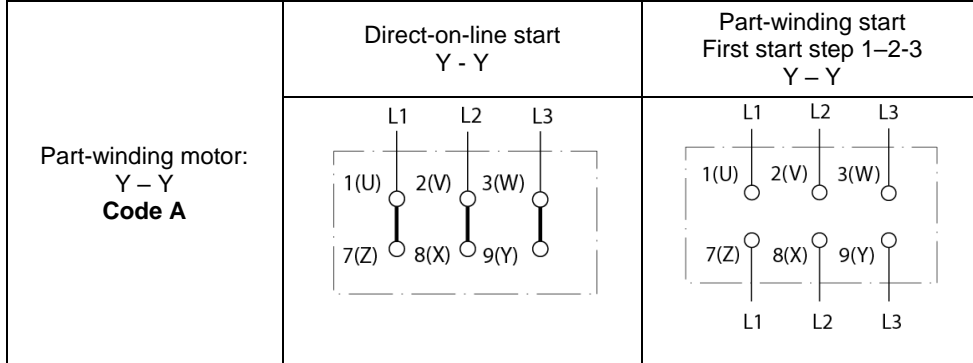 Part-winding motor:
Y – Y
Code A
Direct-on-line start
Y - Y
L1 L2 L3
1(U) 2(V) 3(W)
7(Z) 8(X) 9(Y)
Part-winding start
First start step 1–2-3
Y – Y
L1 L2 L3
1(U) 2(V) 3(W)
7(Z) 8(X) 9(Y)
L1 L2 L3